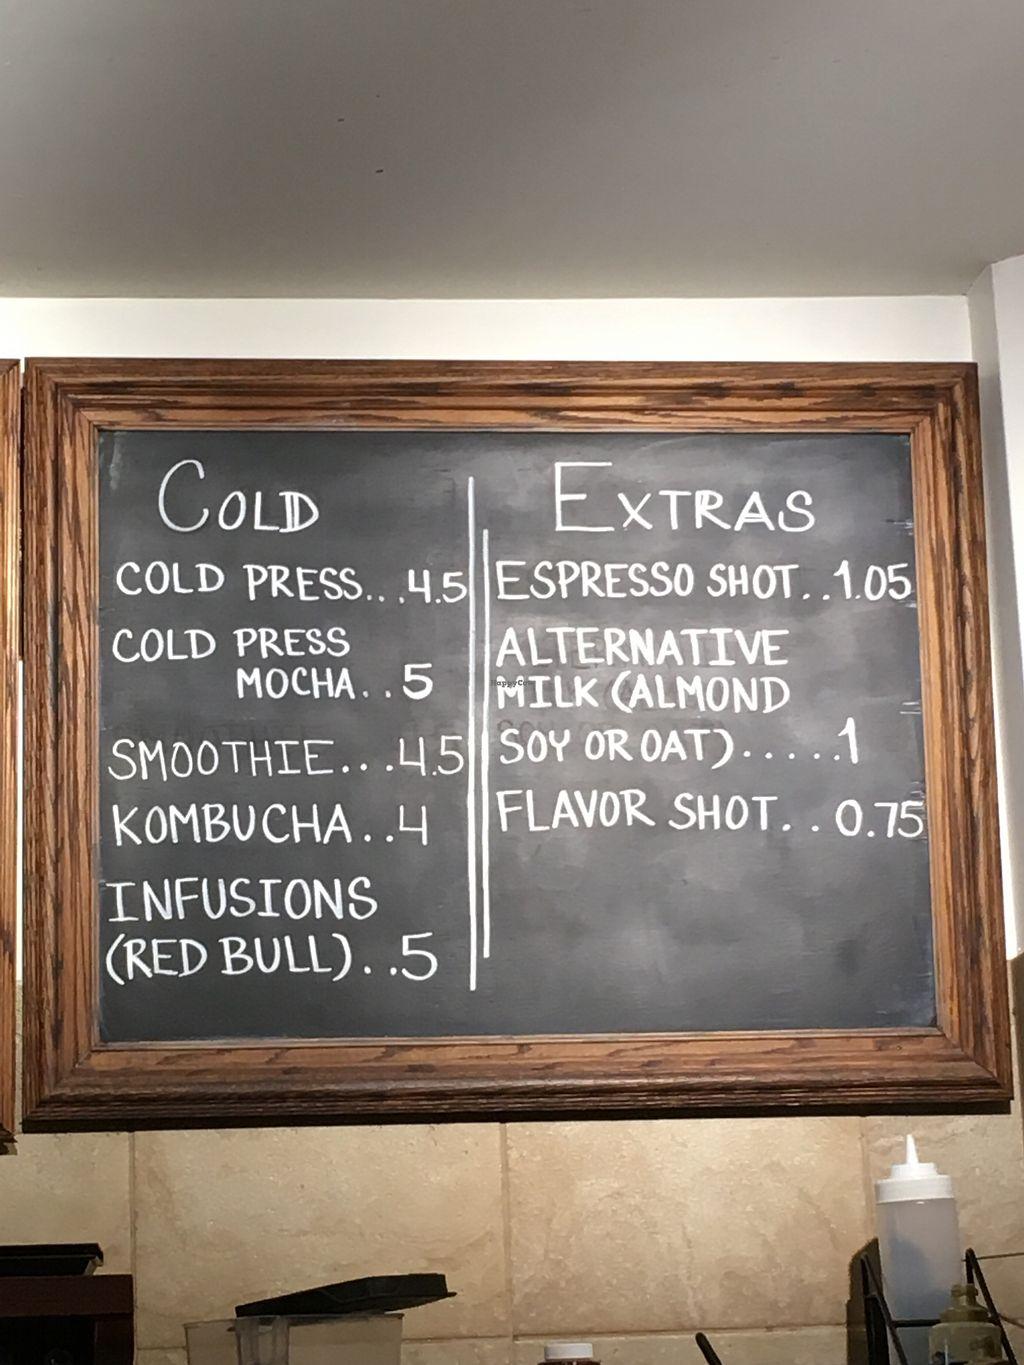 COLD
COLD PRESS...4.5
COLD PRESS
MOCHA..5
SMOOTHIE...4.5
KOMBUCHA..4
INFUSIONS
(RED BULL)..5
EXTRAS
ESPRESSO SHOT..1.05
ALTERNATIVE
MILK (ALMOND
SOY OR OAT).....1
FLAVOR SHOT..0.75
HappyCow